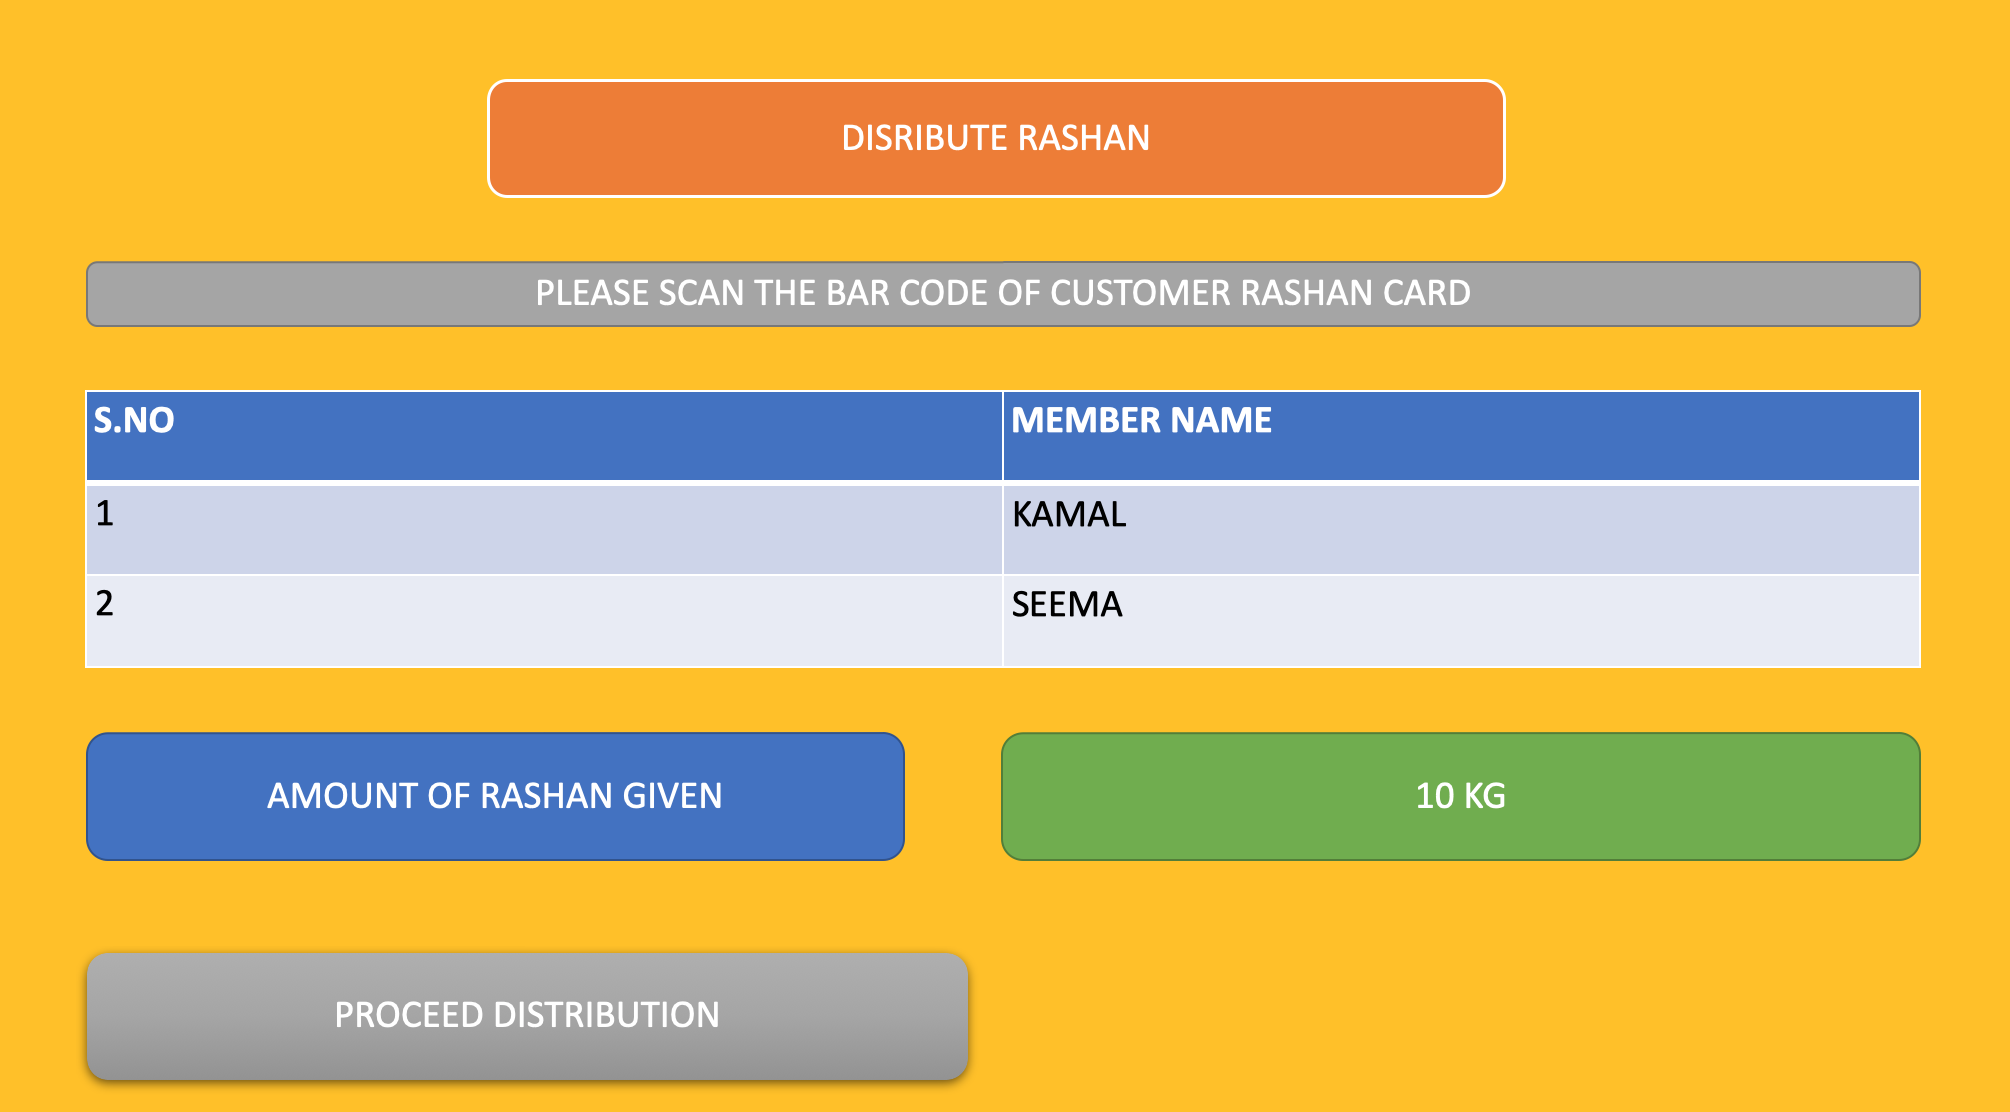 DISRIBUTE RASHAN
PLEASE SCAN THE BAR CODE OF CUSTOMER RASHAN CARD
S.NO MEMBER NAME
1 KAMAL
2 SEEMA
AMOUNT OF RASHAN GIVEN 10 KG
PROCEED DISTRIBUTION